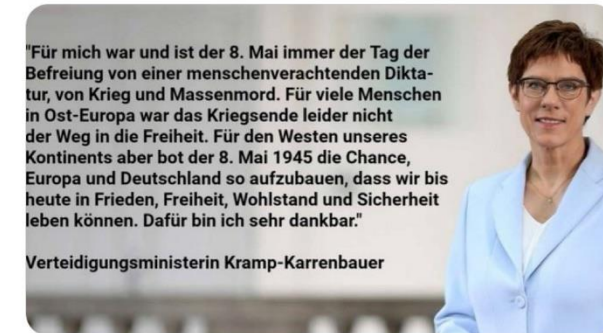 "Für mich war und ist der 8. Mai immer der Tag der
Befreiung von einer menschenverachtenden Dikta-
tur, von Krieg und Massenmord. Für viele Menschen
in Ost-Europa war das Kriegsende leider nicht
der Weg in die Freiheit. Für den Westen unseres
Kontinents aber bot der 8. Mai 1945 die Chance,
Europa und Deutschland so aufzubauen, dass wir bis
heute in Frieden, Freiheit, Wohlstand und Sicherheit
leben können. Dafür bin ich sehr dankbar."
Verteidigungsministerin Kramp-Karrenbauer